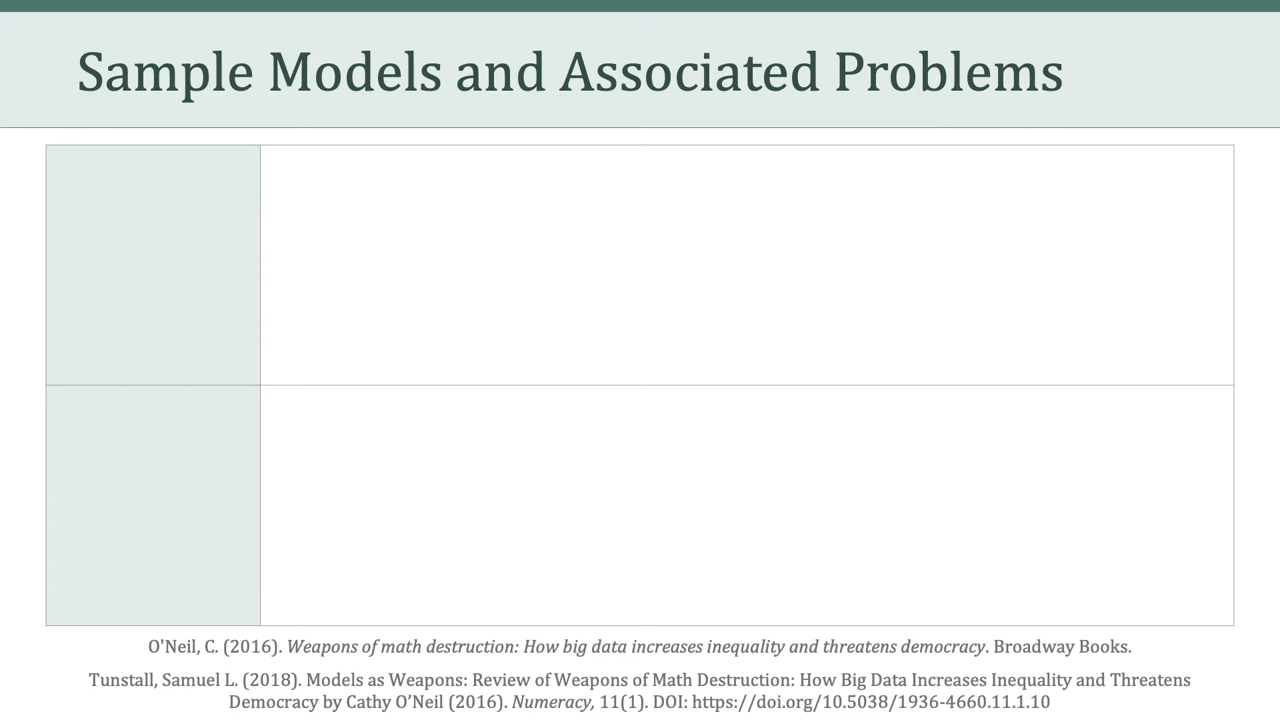 Sample Models and Associated Problems
O'Neil, C. (2016). Weapons of math destruction: How big data increases inequality and threatens democracy. Broadway Books.
Tunstall, Samuel L. (2018). Models as Weapons: Review of Weapons of Math Destruction: How Big Data Increases Inequality and Threatens
Democracy by Cathy O’Neil (2016). Numeracy, 11(1). DOI: https://doi.org/10.5038/1936-4660.11.1.10